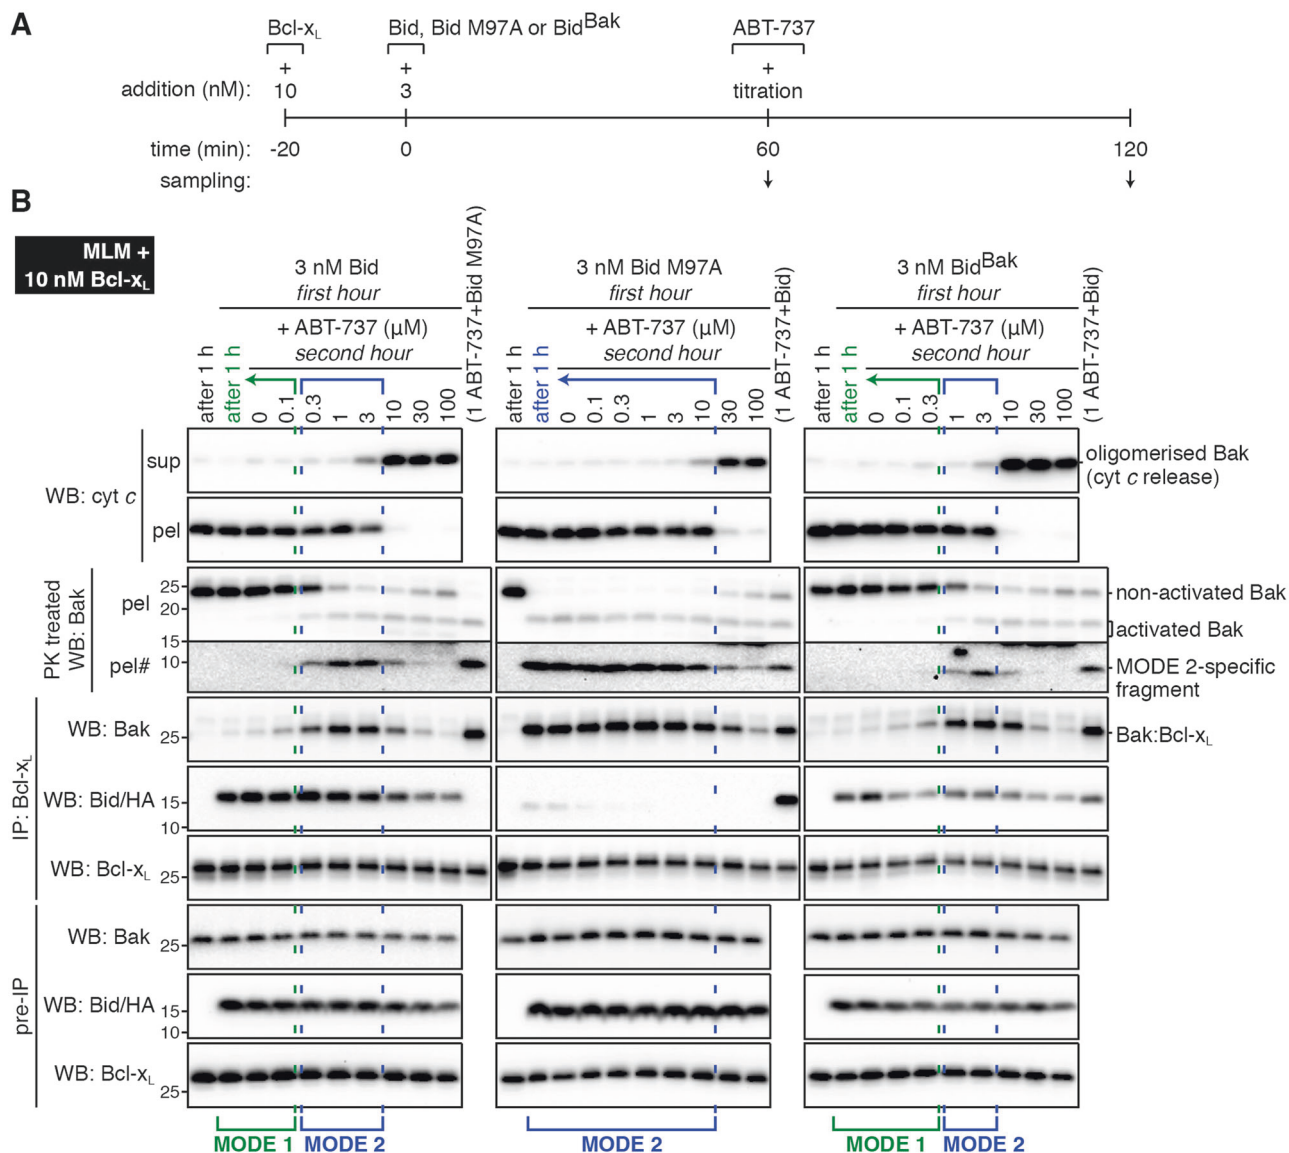 A
Bcl-xL
Bid, Bid M97A or BidBak
ABT-737
+
+
+
addition (nM):
10
3
titration
time (min):
-20
0
60
120
sampling:
B
MLM +
10 nM Bcl-xL
3 nM Bid
first hour
+ ABT-737 (µM)
second hour
after 1 h
after 1 h
0
0.1
0.3
1
3
10
30
100
(1 ABT-737+Bid M97A)
3 nM Bid M97A
first hour
+ ABT-737 (µM)
second hour
after 1 h
after 1 h
0
0.1
0.3
1
3
10
30
100
(1 ABT-737+Bid)
3 nM BidBak
first hour
+ ABT-737 (µM)
second hour
after 1 h
after 1 h
0
0.1
0.3
1
3
10
30
100
(1 ABT-737+Bid)
WB: cyt c
sup
pel
oligomerised Bak
(cyt c release)
PK treated
WB: Bak
pel
25
20
15
pel#
10
non-activated Bak
activated Bak
MODE 2-specific
fragment
IP: Bcl-xL
WB: Bak
25
Bak:Bcl-xL
WB: Bid/HA
15
10
WB: Bcl-xL
25
pre-IP
WB: Bak
25
WB: Bid/HA
15
10
WB: Bcl-xL
25
MODE 1
MODE 2
MODE 2
MODE 1
MODE 2